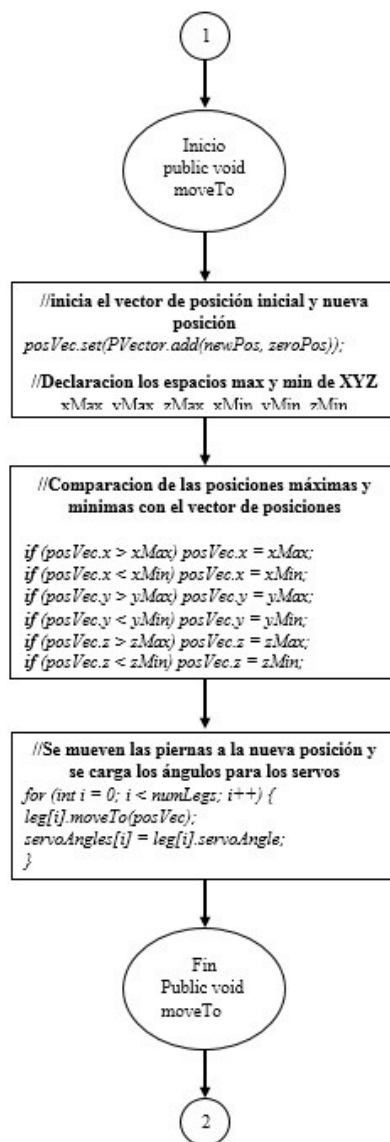 1
Inicio
public void
moveTo
//inicia el vector de posición inicial y nueva
posición
posVec.set(PVector.add(newPos, zeroPos));
//Declaracion los espacios max y min de XYZ
xMax, yMax, zMax, xMin, yMin, zMin
//Comparacion de las posiciones máximas y
minimas con el vector de posiciones
if (posVec.x > xMax) posVec.x = xMax;
if (posVec.x < xMin) posVec.x = xMin;
if (posVec.y > yMax) posVec.y = yMax;
if (posVec.y < yMin) posVec.y = yMin;
if (posVec.z > zMax) posVec.z = zMax;
if (posVec.z < zMin) posVec.z = zMin;
//Se mueven las piernas a la nueva posición y
se carga los ángulos para los servos
for (int i = 0; i < numLegs; i++) {
leg[i].moveTo(posVec);
servoAngles[i] = leg[i].servoAngle;
}
Fin
Public void
moveTo
2